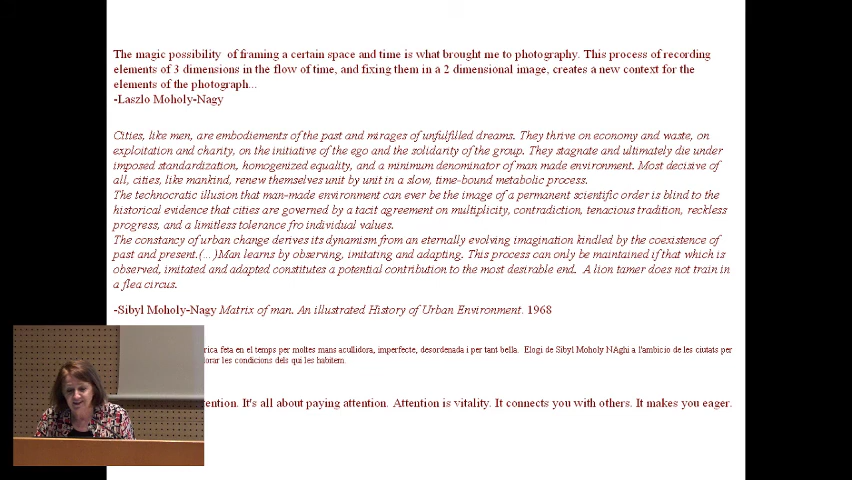 The magic possibility of framing a certain space and time is what brought me to photography. This process of recording
elements of 3 dimensions in the flow of time, and fixing them in a 2 dimensional image, creates a new context for the
elements of the photograph...
-Laszlo Moholy-Nagy
Cities, like men, are embodiements of the past and mirages of unfulfilled dreams. They thrive on economy and waste, on
exploitation and charity, on the initiative of the ego and the solidarity of the group. They stagnate and ultimately die under
imposed standardization, homogenized equality, and a minimum denominator of man made environment. Most decisive of
all, cities, like mankind, renew themselves unit by unit in a slow, time-bound metabolic process.
The technocratic illusion that man-made environment can ever be the image of a permanent scientific order is blind to the
historical evidence that cities are governed by a tacit agreement on multiplicity, contradiction, tenacious tradition, reckless
progress, and a limitless tolerance fro individual values.
The constancy of urban change derives its dynamism from an eternally evolving imagination kindled by the coexistence of
past and present.(...)Man learns by observing, imitating and adapting. This process can only be maintained if that which is
observed, imitated and adapted constitutes a potential contribution to the most desirable end. A lion tamer does not train in
a flea circus.
-Sibyl Moholy-Nagy Matrix of man. An illustrated History of Urban Environment. 1968
rica feta en el temps per moltes mans acullidora, imperfecte, desordenada i per tant bella. Elogi de Sibyl Moholy NAghi a l'ambicio de les ciutats per
orar les condicions dels qui les habitem.
tention. It's all about paying attention. Attention is vitality. It connects you with others. It makes you eager.